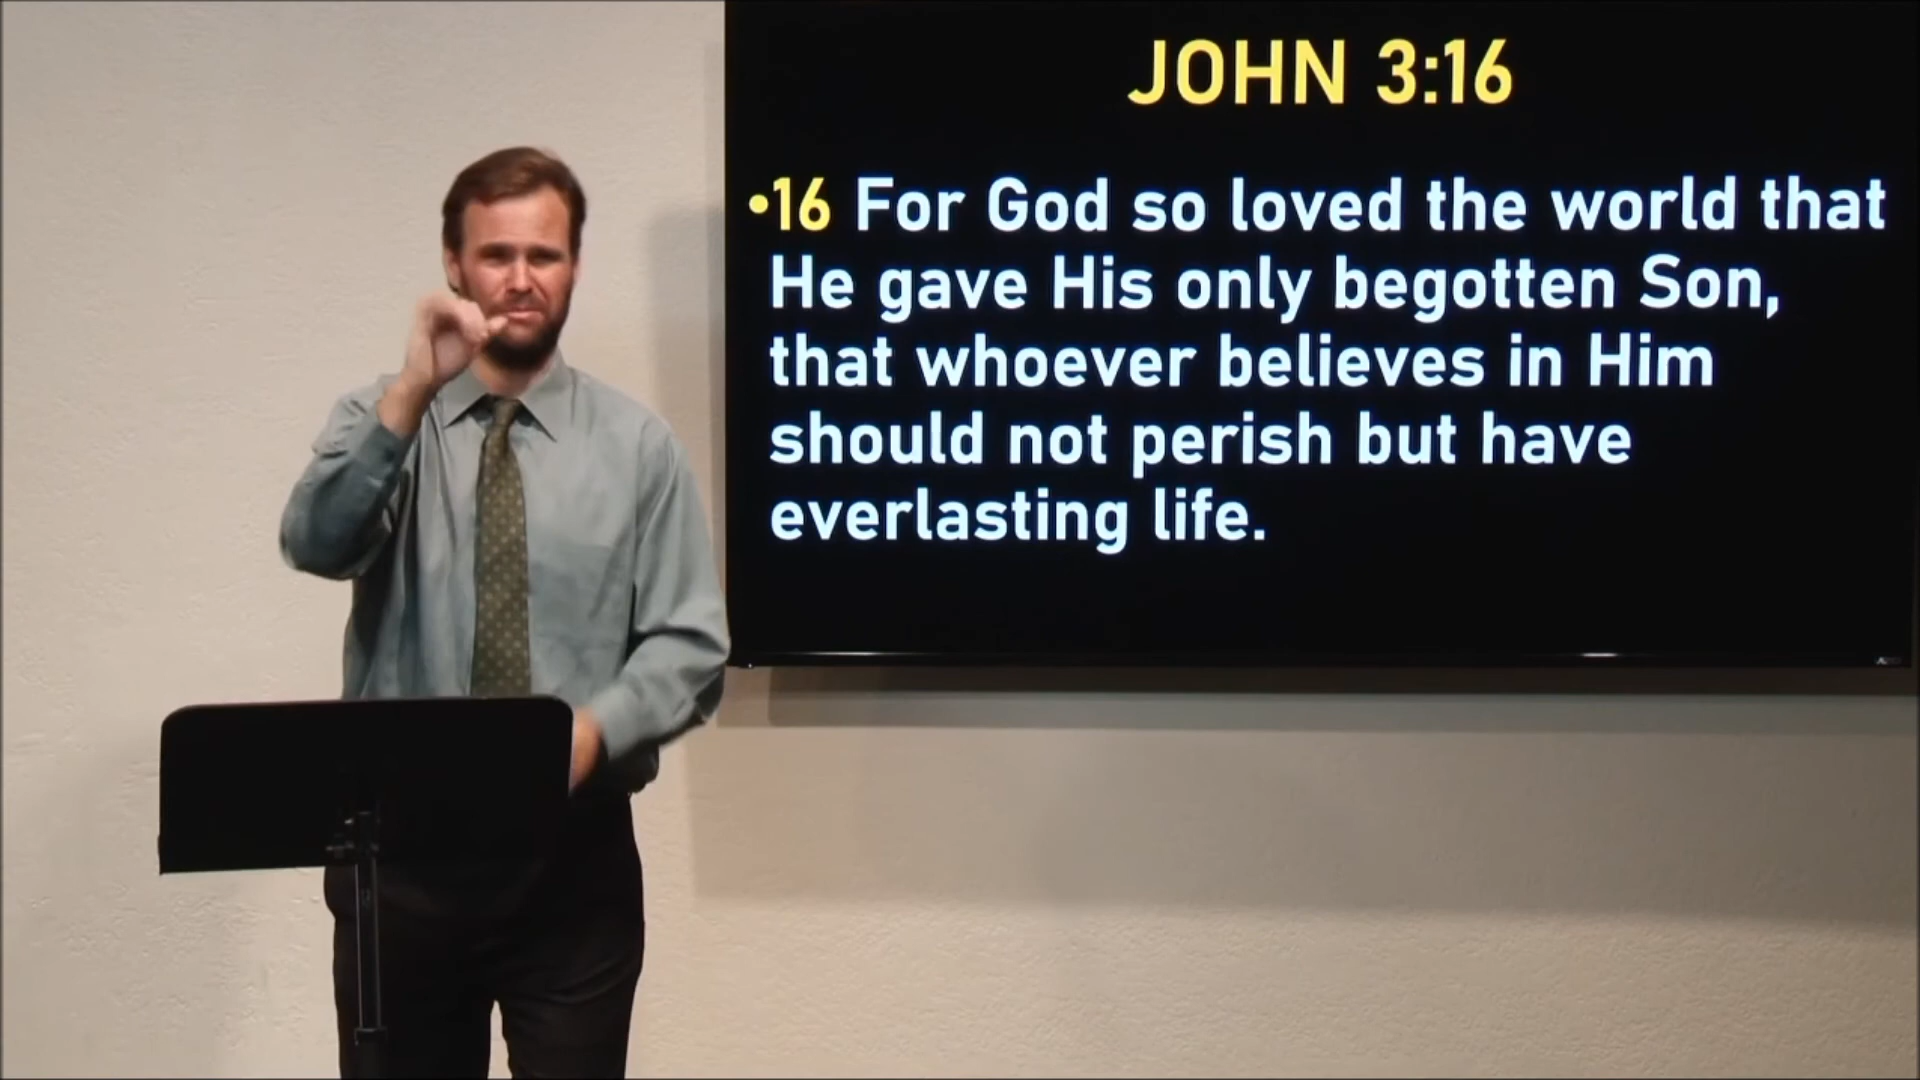 JOHN 3:16
•16 For God so loved the world that
He gave His only begotten Son,
that whoever believes in Him
should not perish but have
everlasting life.